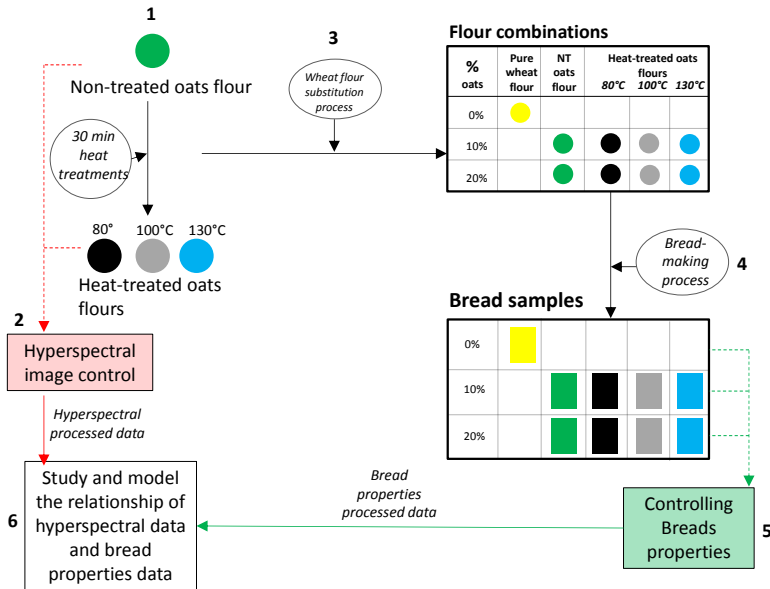 1
Non-treated oats flour
30 min
heat
treatments
80°
100°C
130°C
Heat-treated oats
flours
2
Hyperspectral
image control
Hyperspectral
processed data
6
Study and model
the relationship of
hyperspectral data
and bread
properties data
3
Wheat flour
substitution
process
Flour combinations
%
oats
Pure
wheat
flour
NT
oats
flour
Heat-treated oats
flours
80°C 100°C 130°C
0%
10%
20%
Bread-
making
process
4
Bread samples
0%
10%
20%
Bread
properties
processed data
Controlling
Breads
properties
5